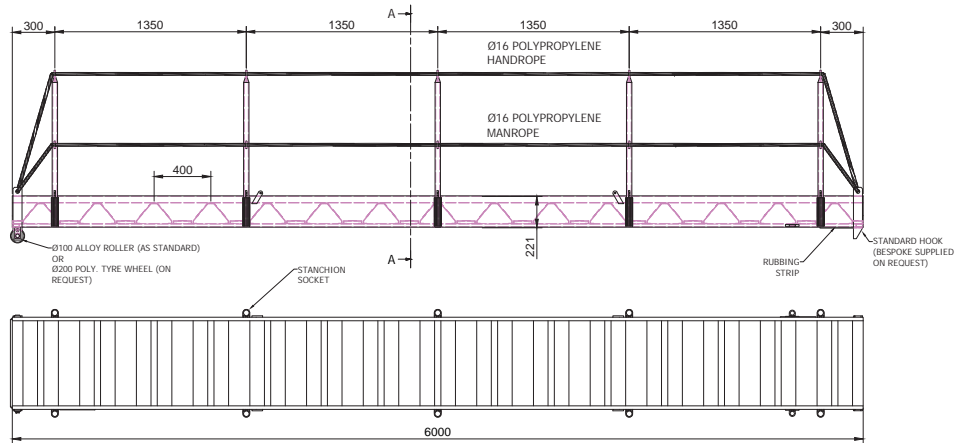 A
300
1350
1350
1350
1350
300
Ø16 POLYPROPYLENE
HANDROPE
Ø16 POLYPROPYLENE
MANROPE
400
221
Ø100 ALLOY ROLLER (AS STANDARD)
OR
Ø200 POLY. TYRE WHEEL (ON
REQUEST)
A
STANCHION
SOCKET
RUBBING
STRIP
STANDARD HOOK
(BESPOKE SUPPLIED
ON REQUEST)
6000